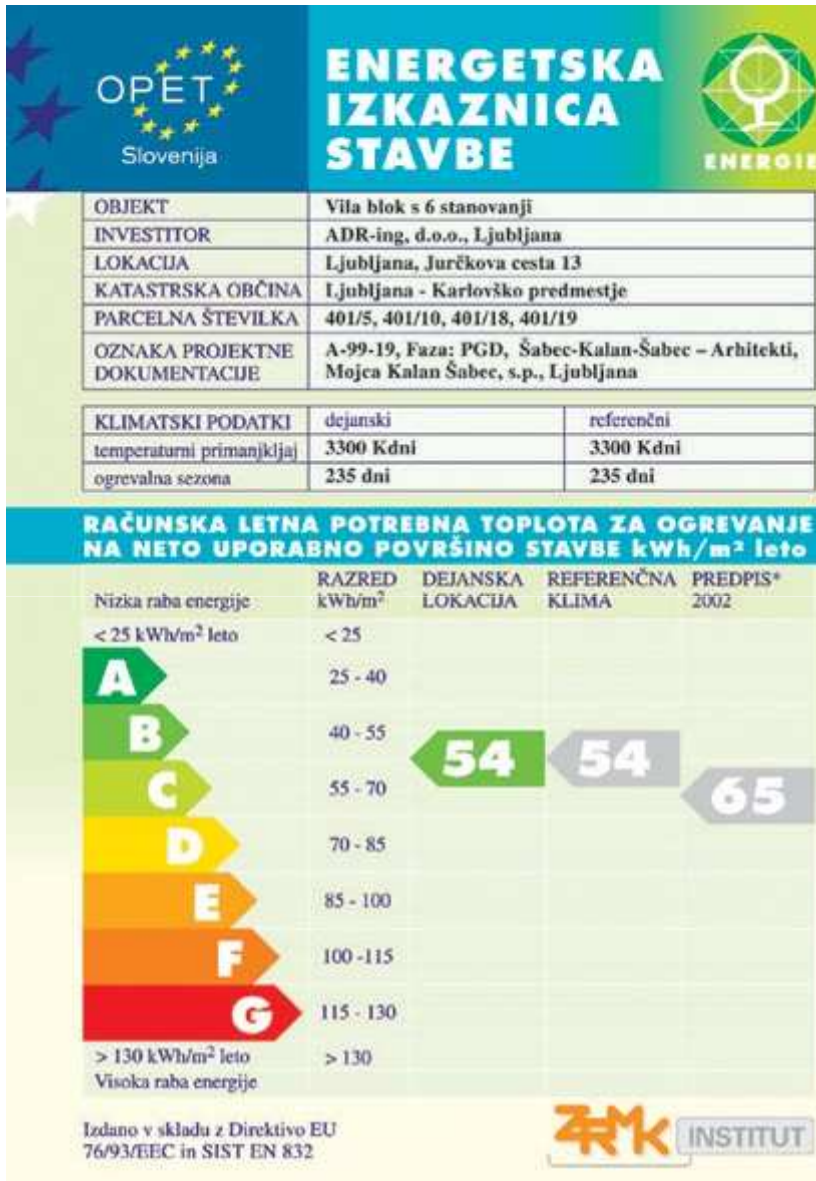 OPET
Slovenija
ENERGETSKA
IZKAZNICA
STAVBE
ENERGIE
OBJEKT Vila blok s 6 stanovanji
INVESTITOR ADR-ing, d.o.o., Ljubljana
LOKACIJA Ljubljana, Jurčkova cesta 13
KATASTRSKA OBČINA Ljubljana - Karlovško predmestje
PARCELNA ŠTEVILKA 401/5, 401/10, 401/18, 401/19
OZNAKA PROJEKTNE DOKUMENTACIJE A-99-19, Faza: PGD, Šabec-Kalan-Šabec – Arhitekti,
Mojca Kalan Šabec, s.p., Ljubljana
KLIMATSKI PODATKI dejanski referenčni
temperaturni primanjkljaj 3300 Kdni 3300 Kdni
ogrevalna sezona 235 dni 235 dni
RAČUNSKA LETNA POTREBNA TOPLOTA ZA OGREVANJE
NA NETO UPORABNO POVRŠINO STAVBE kWh/m² leto
Nizka raba energije RAZRED kWh/m² DEJANSKA LOKACIJA REFERENČNA KLIMA PREDPIS* 2002
< 25 kWh/m² leto < 25
A 25 - 40
B 40 - 55
54 54
C 55 - 70
65
D 70 - 85
E 85 - 100
F 100 -115
G 115 - 130
> 130 kWh/m² leto > 130
Visoka raba energije
Izdano v skladu z Direktivo EU
76/93/EEC in SIST EN 832
ZRMK INSTITUT